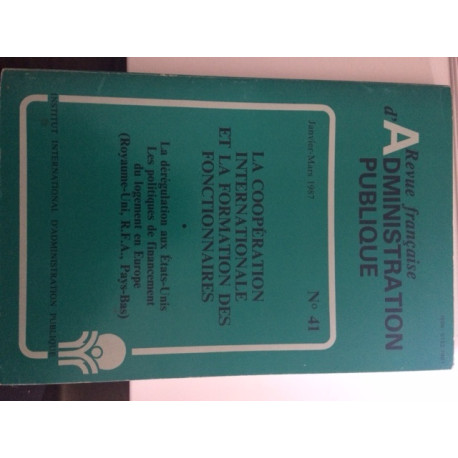 Revue française
d'ADMINISTRATION
PUBLIQUE
Janvier-Mars 1987
N° 41
LA COOPÉRATION
INTERNATIONALE
ET LA FORMATION DES
FONCTIONNAIRES
La dérégulation aux États-Unis
Les politiques de financement
du logement en Europe
(Royaume-Uni, R.F.A., Pays-Bas)
INSTITUT INTERNATIONAL D'ADMINISTRATION PUBLIQUE